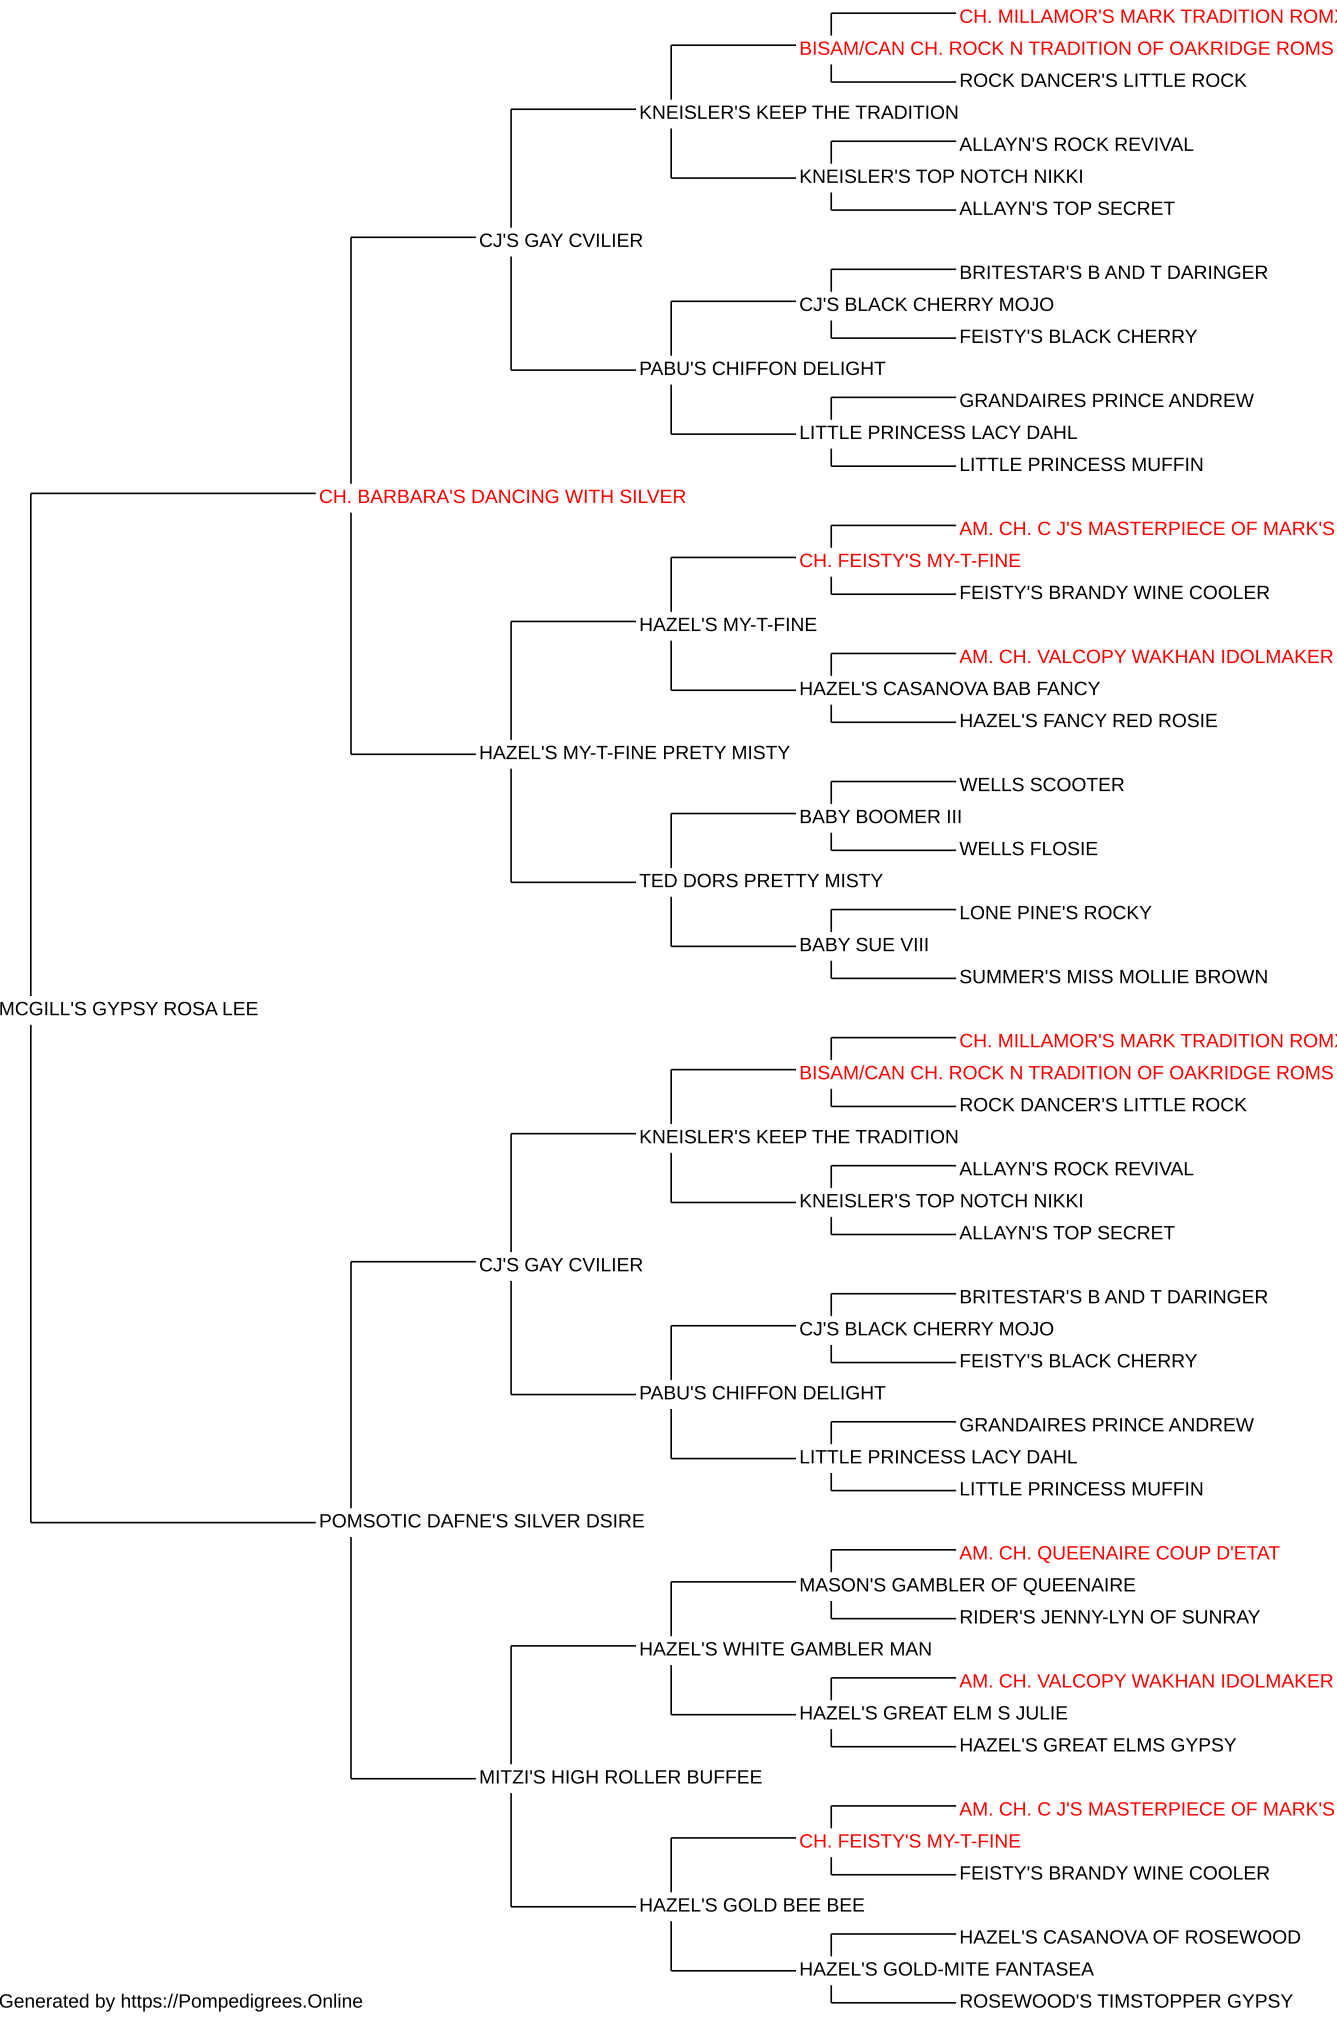 CH. MILLAMOR'S MARK TRADITION ROM
BISAM/CAN CH. ROCK N TRADITION OF OAKRIDGE ROMS
ROCK DANCER'S LITTLE ROCK
KNEISLER'S KEEP THE TRADITION
ALLAYN'S ROCK REVIVAL
KNEISLER'S TOP NOTCH NIKKI
ALLAYN'S TOP SECRET
CJ'S GAY CVILIER
BRITESTAR'S B AND T DARINGER
CJ'S BLACK CHERRY MOJO
FEISTY'S BLACK CHERRY
PABU'S CHIFFON DELIGHT
GRANDAIRES PRINCE ANDREW
LITTLE PRINCESS LACY DAHL
LITTLE PRINCESS MUFFIN
CH. BARBARA'S DANCING WITH SILVER
AM. CH. C J'S MASTERPIECE OF MARK'S
CH. FEISTY'S MY-T-FINE
FEISTY'S BRANDY WINE COOLER
HAZEL'S MY-T-FINE
AM. CH. VALCOPY WAKHAN IDOLMAKER
HAZEL'S CASANOVA BAB FANCY
HAZEL'S FANCY RED ROSIE
HAZEL'S MY-T-FINE PRETY MISTY
WELLS SCOOTER
BABY BOOMER III
WELLS FLOSIE
TED DORS PRETTY MISTY
LONE PINE'S ROCKY
BABY SUE VIII
SUMMER'S MISS MOLLIE BROWN
MCGILL'S GYPSY ROSA LEE
CH. MILLAMOR'S MARK TRADITION ROM
BISAM/CAN CH. ROCK N TRADITION OF OAKRIDGE ROMS
ROCK DANCER'S LITTLE ROCK
KNEISLER'S KEEP THE TRADITION
ALLAYN'S ROCK REVIVAL
KNEISLER'S TOP NOTCH NIKKI
ALLAYN'S TOP SECRET
CJ'S GAY CVILIER
BRITESTAR'S B AND T DARINGER
CJ'S BLACK CHERRY MOJO
FEISTY'S BLACK CHERRY
PABU'S CHIFFON DELIGHT
GRANDAIRES PRINCE ANDREW
LITTLE PRINCESS LACY DAHL
LITTLE PRINCESS MUFFIN
POMSOTIC DAFNE'S SILVER DSIRE
AM. CH. QUEENAIRE COUP D'ETAT
MASON'S GAMBLER OF QUEENAIRE
RIDER'S JENNY-LYN OF SUNRAY
HAZEL'S WHITE GAMBLER MAN
AM. CH. VALCOPY WAKHAN IDOLMAKER
HAZEL'S GREAT ELM S JULIE
HAZEL'S GREAT ELMS GYPSY
MITZI'S HIGH ROLLER BUFFEE
AM. CH. C J'S MASTERPIECE OF MARK'S
CH. FEISTY'S MY-T-FINE
FEISTY'S BRANDY WINE COOLER
HAZEL'S GOLD BEE BEE
HAZEL'S CASANOVA OF ROSEWOOD
HAZEL'S GOLD-MITE FANTASEA
ROSEWOOD'S TIMSTOPPER GYPSY
Generated by https://Pompedigrees.Online